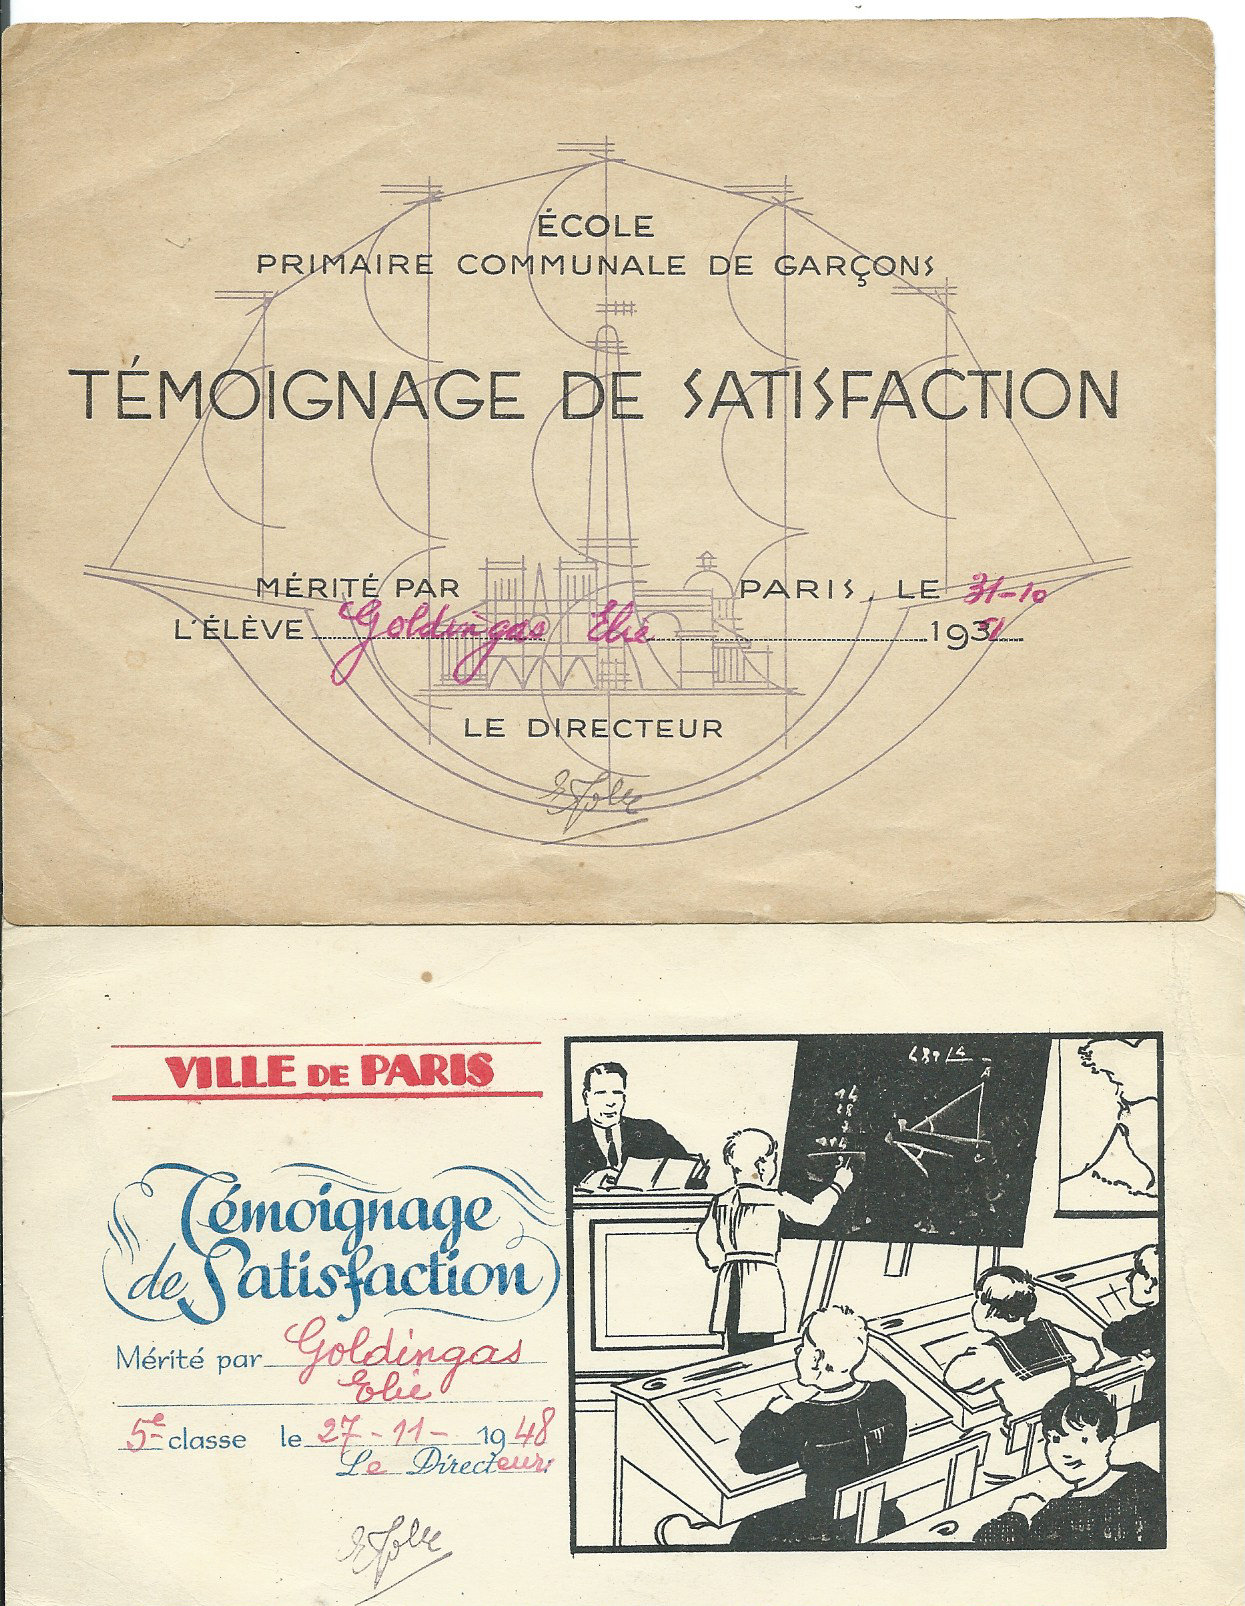 ÉCOLE
PRIMAIRE COMMUNALE DE GARÇONS
TÉMOIGNAGE DE SATISFACTION
MÉRITÉ PAR PARIS, LE 31-10
L'ÉLÈVE Goldingas Elie 193
LE DIRECTEUR
VILLE DE PARIS
Témoignage
de Satisfaction
Mérité par Goldingas
Elie
5e classe le 27-11-1948
Le Directeur